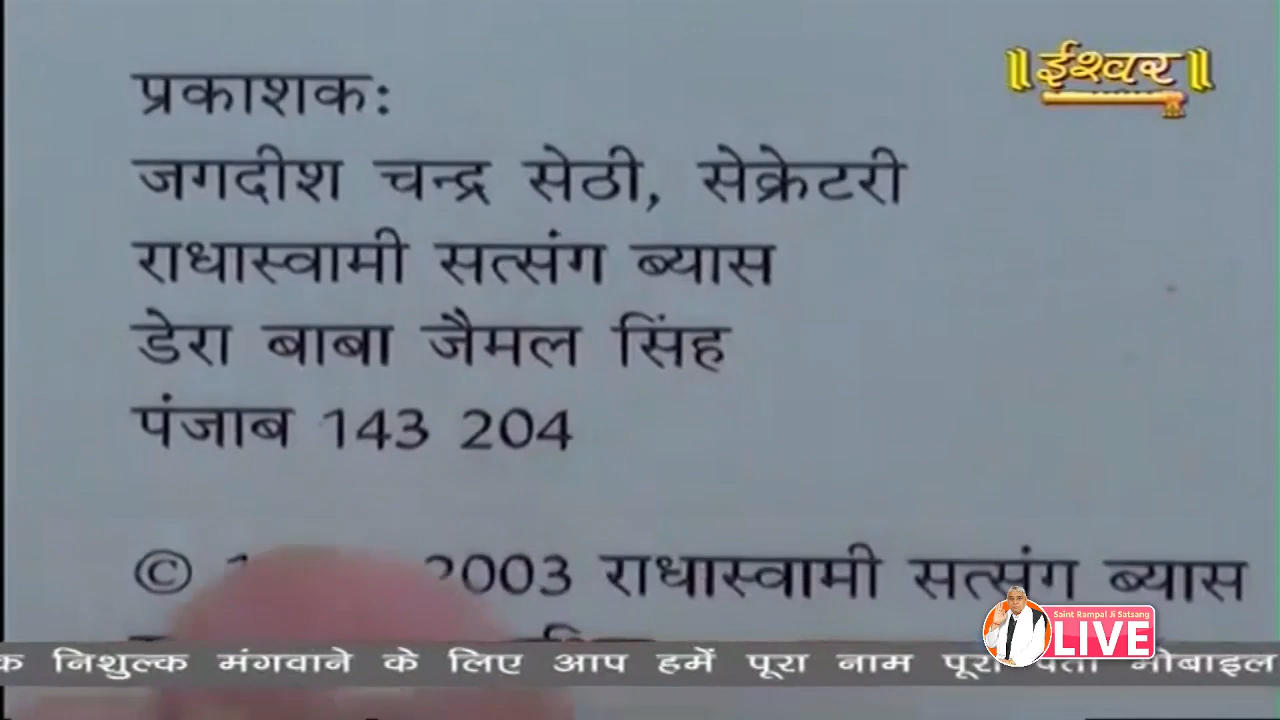 ॥ईश्वर॥
प्रकाशक:
जगदीश चन्द्र सेठी, सेक्रेटरी
राधास्वामी सत्संग ब्यास
डेरा बाबा जैमल सिंह
पंजाब 143 204
© 2003 राधास्वामी सत्संग ब्यास
Saint Rampal Ji Satsang
LIVE
निशुल्क मंगवाने के लिए आप हमें पूरा नाम पूरा पता मोबाइल